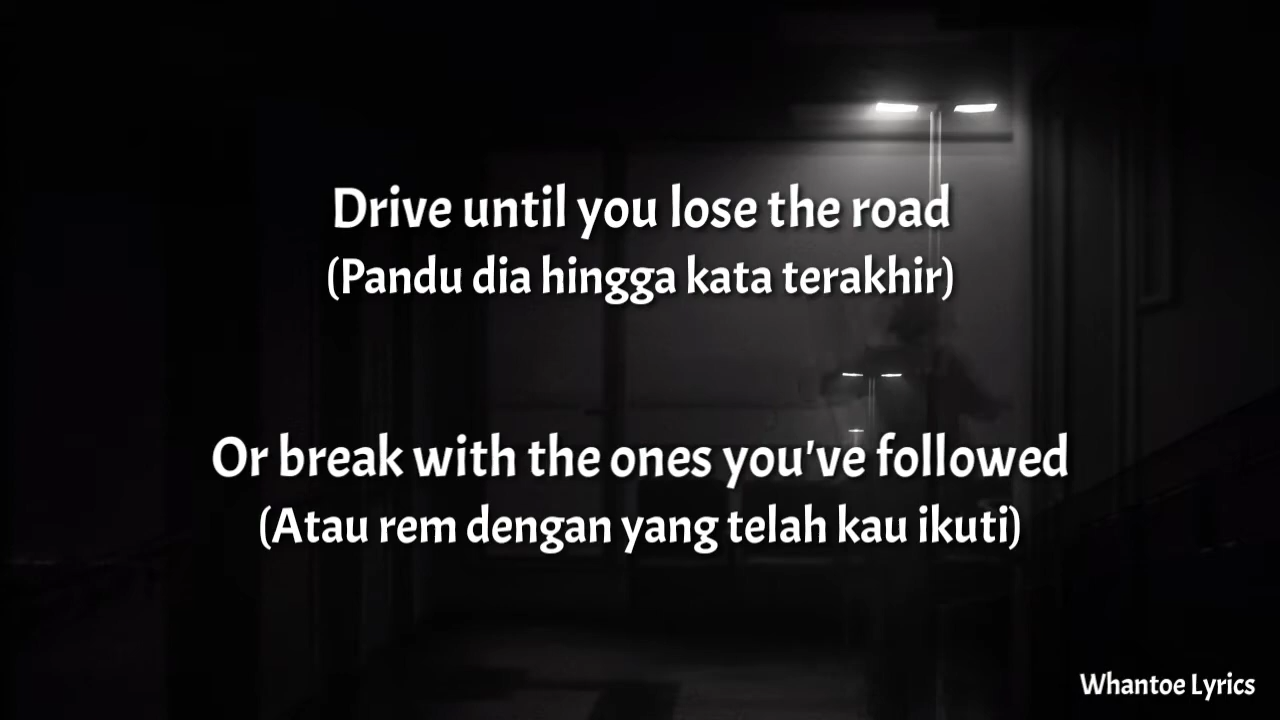 Drive until you lose the road
(Pandu dia hingga kata terakhir)
Or break with the ones you've followed
(Atau rem dengan yang telah kau ikuti)
Whantoe Lyrics